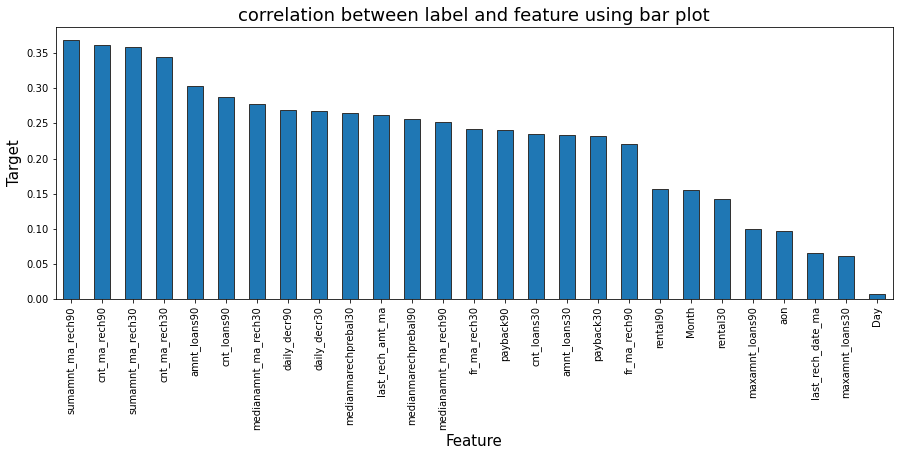 correlation between label and feature using bar plot
Target
0.35
0.30
0.25
0.20
0.15
0.10
0.05
0.00
sumamnt_ma_rech90
cnt_ma_rech90
sumamnt_ma_rech30
cnt_ma_rech30
amnt_loans90
cnt_loans90
medianamnt_ma_rech30
daily_decr90
daily_decr30
medianmarechprebal30
last_rech_amt_ma
medianmarechprebal90
medianamnt_ma_rech90
fr_ma_rech30
payback90
cnt_loans30
amnt_loans30
payback30
fr_ma_rech90
rental90
Month
rental30
maxamnt_loans90
aon
last_rech_date_ma
maxamnt_loans30
Day
Feature